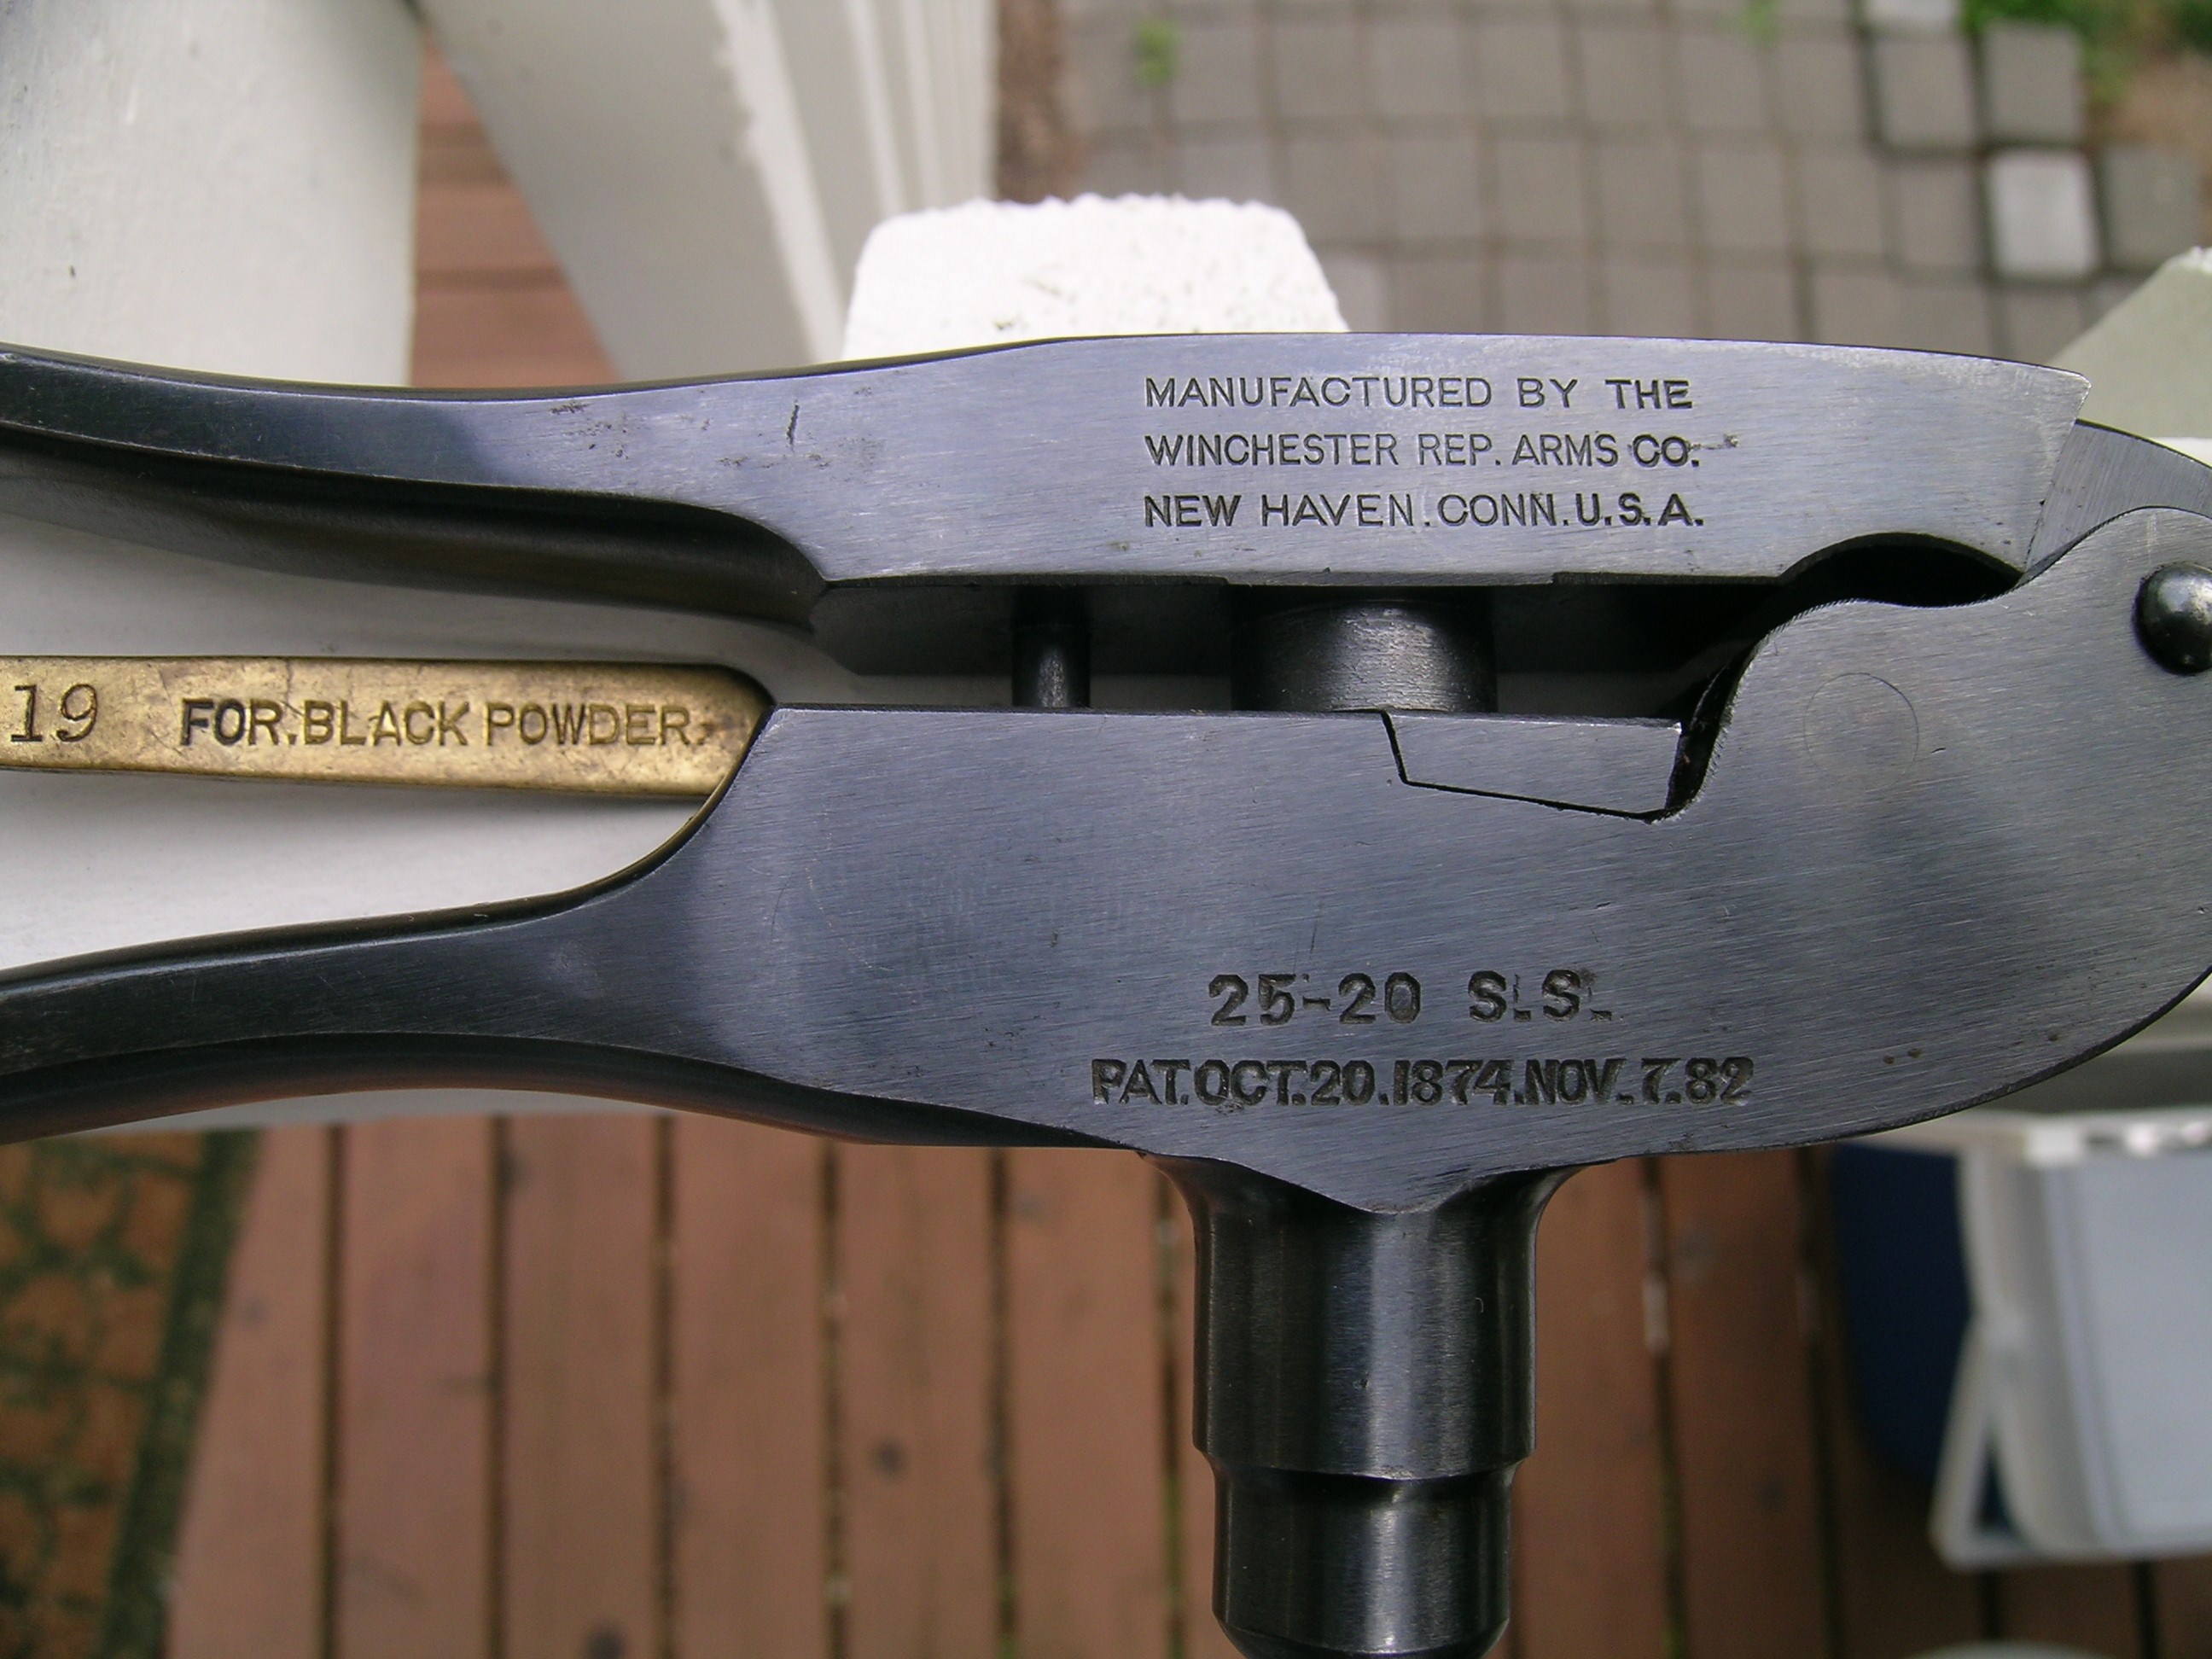 MANUFACTURED BY THE
WINCHESTER REP. ARMS CO.
NEW HAVEN.CONN.U.S.A.
19 FOR.BLACK POWDER.
25-20 S.S.
PAT.OCT.20.1874.NOV.7.82